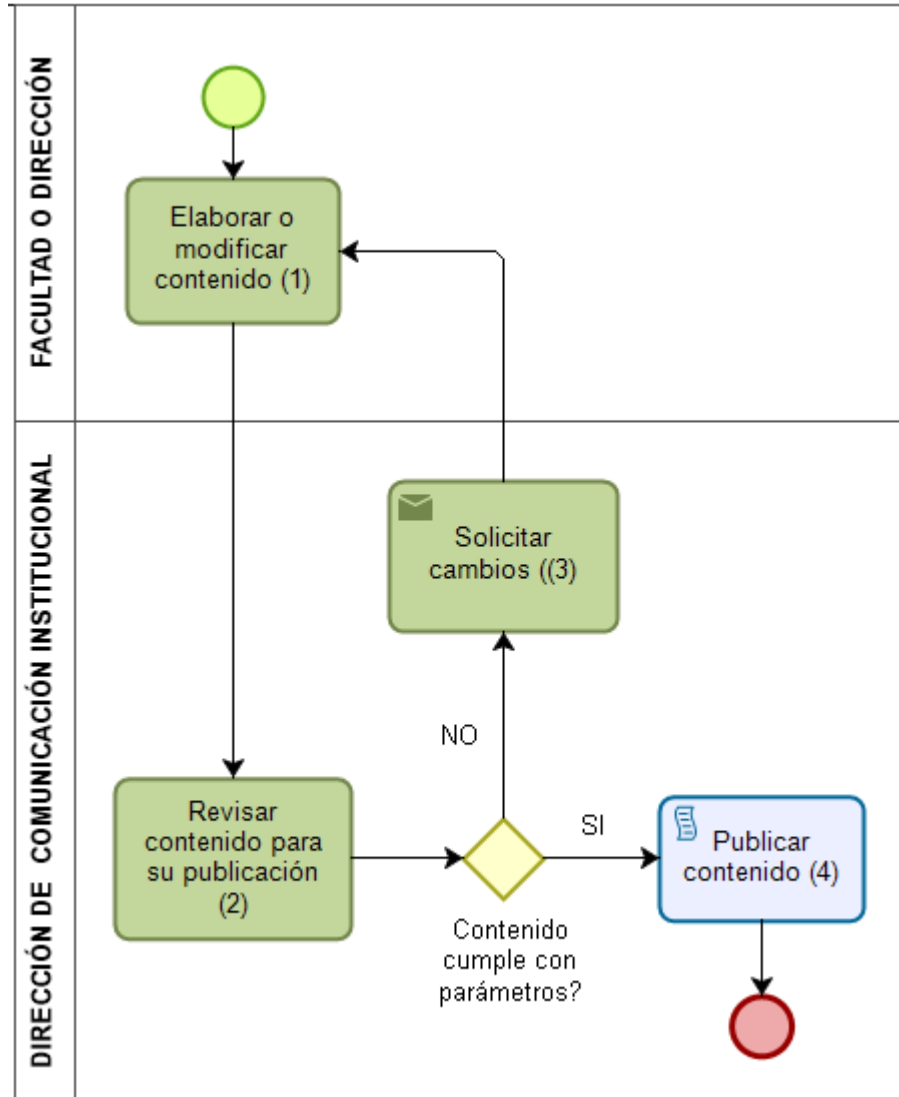 FACULTAD O DIRECCIÓN
Elaborar o
modificar
contenido (1)
DIRECCIÓN DE COMUNICACIÓN INSTITUCIONAL
Solicitar
cambios ((3)
NO
Revisar
contenido para
su publicación
(2)
SI
Publicar
contenido (4)
Contenido
cumple con
parámetros?